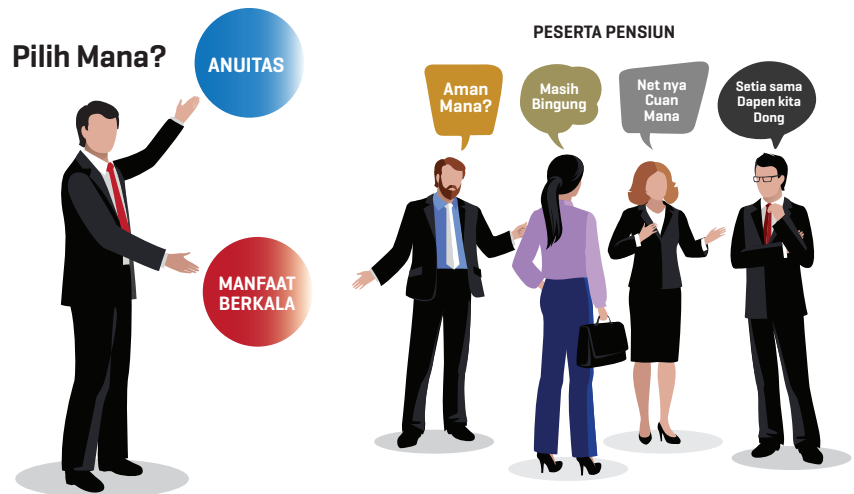 Pilih Mana?
ANUITAS
MANFAAT
BERKALA
PESERTA PENSIUN
Aman
Mana?
Masih
Bingung
Net nya
Cuan
Mana
Setia sama
Dapen kita
Dong